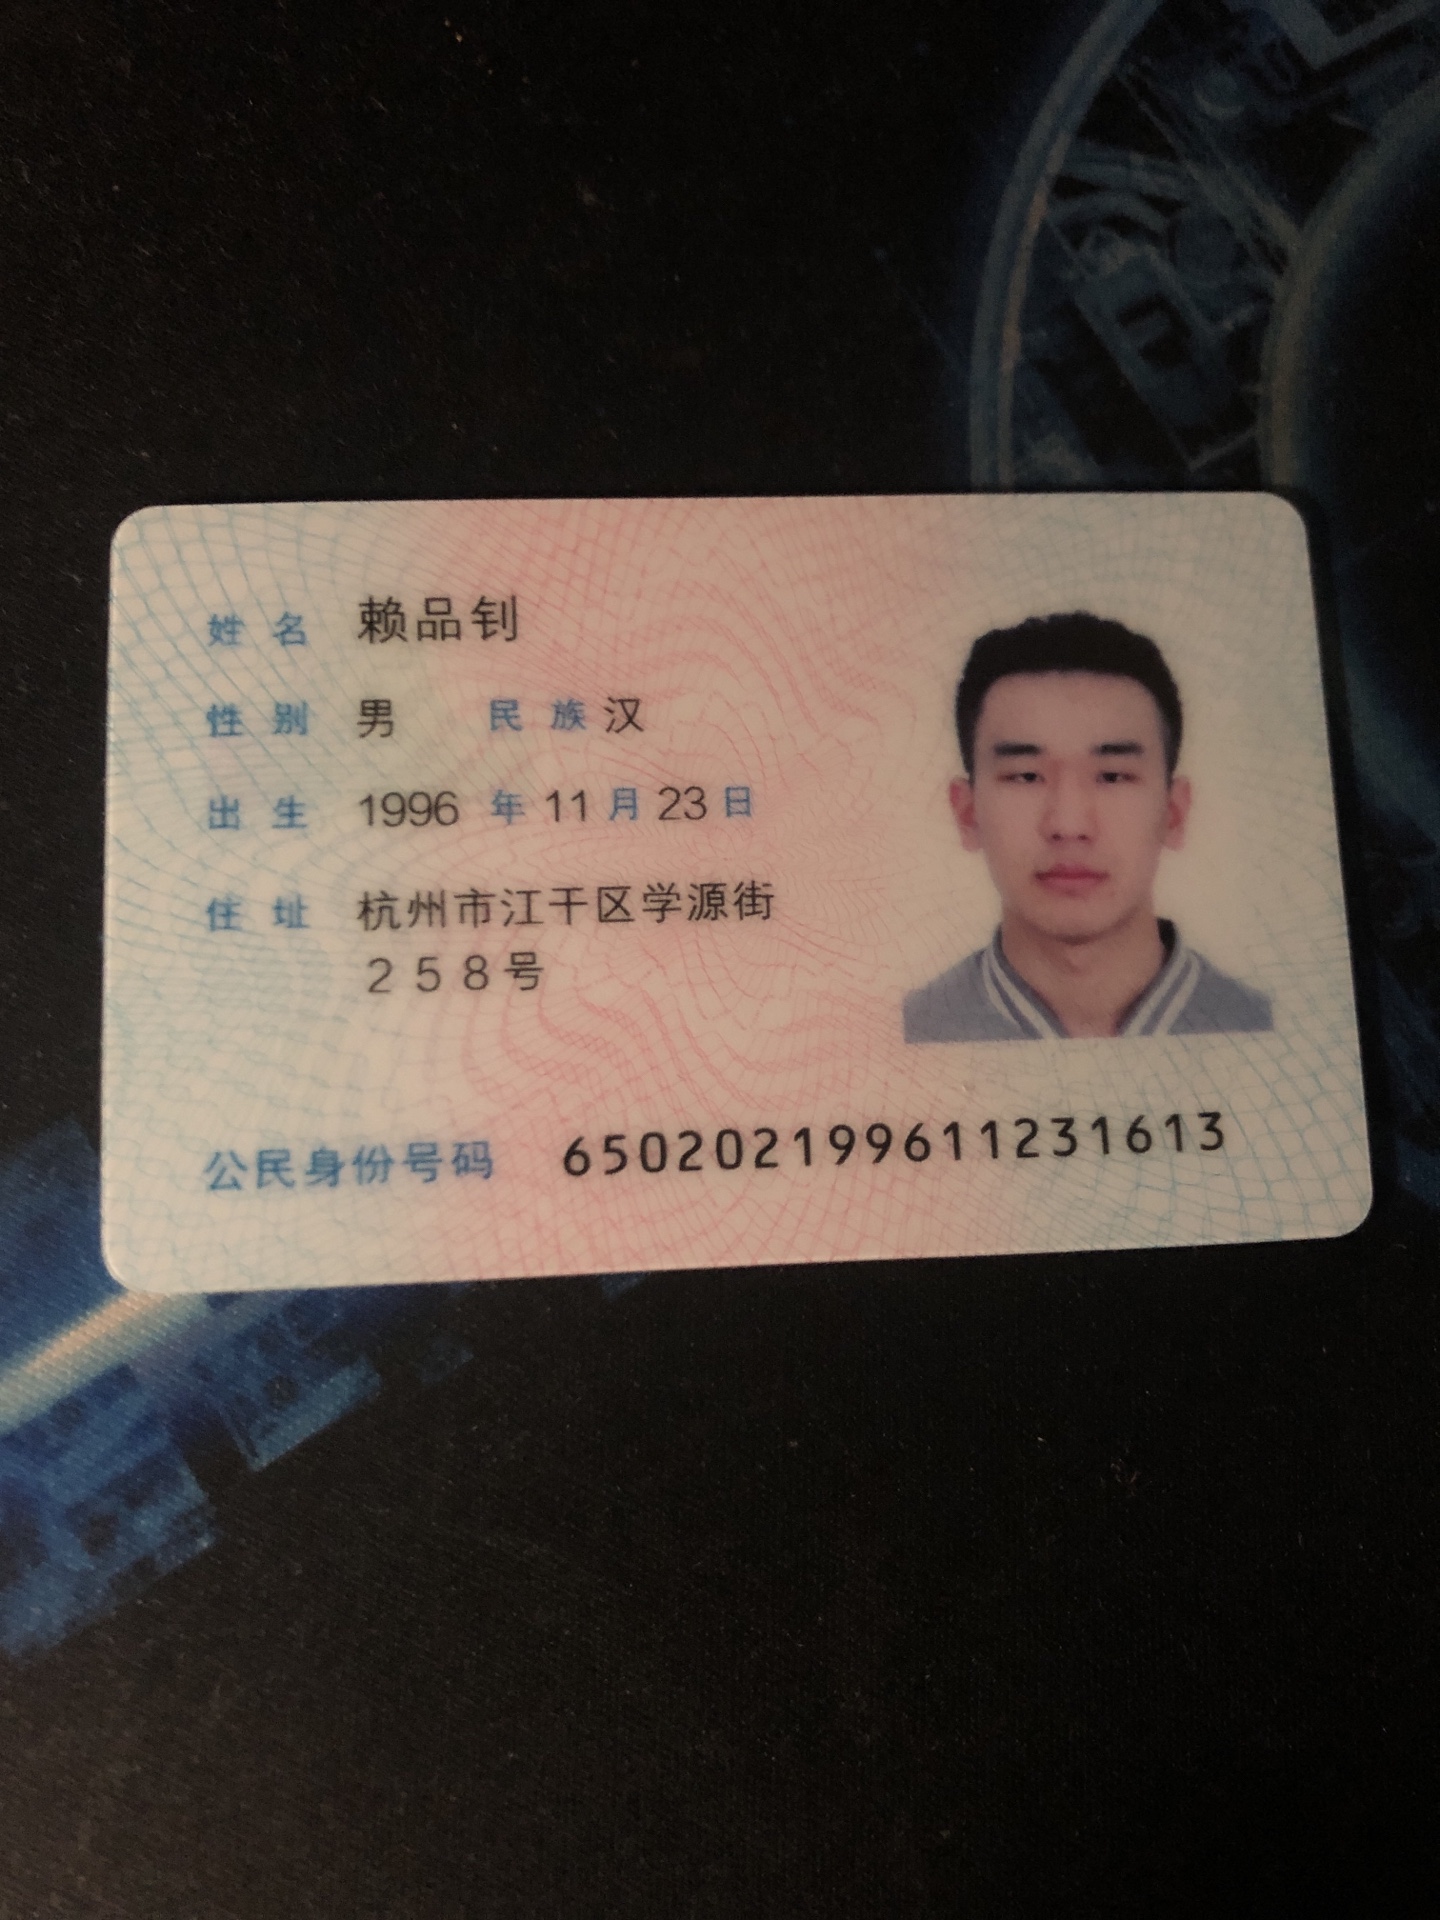 姓名 赖品钊
性别 男 民族 汉
出生 1996 年 11 月 23 日
住址 杭州市江干区学源街
258号
公民身份号码 650202199611231613